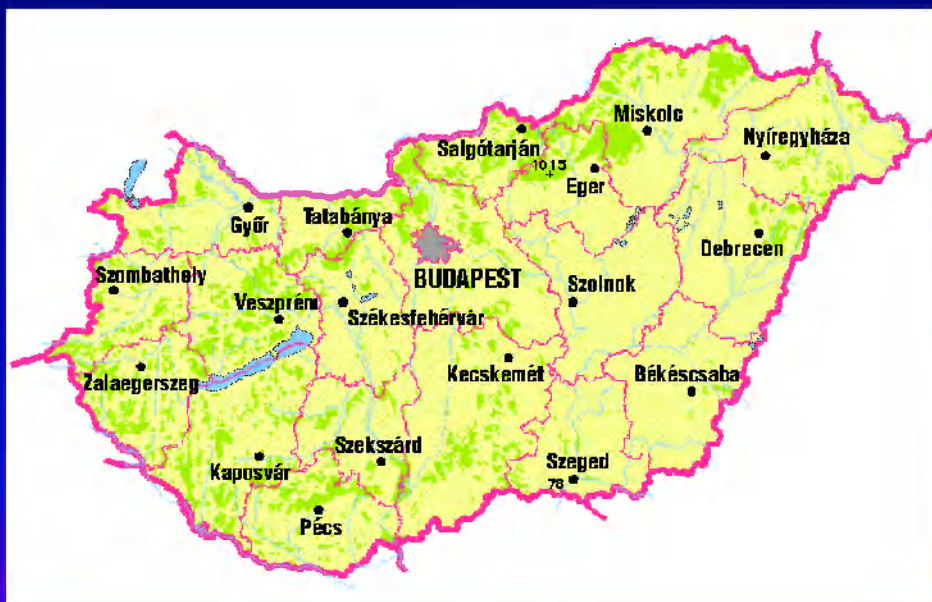 Miskolc
Salgótarján
Nyíregyháza
1015
Eger
Győr
Tatabánya
Debrecen
Szombathely
BUDAPEST
Szolnok
Veszprém
Székesfehérvár
Zalaegerszeg
Kecskemét
Békéscsaba
Szekszárd
Kaposvár
Szeged
78
Pécs